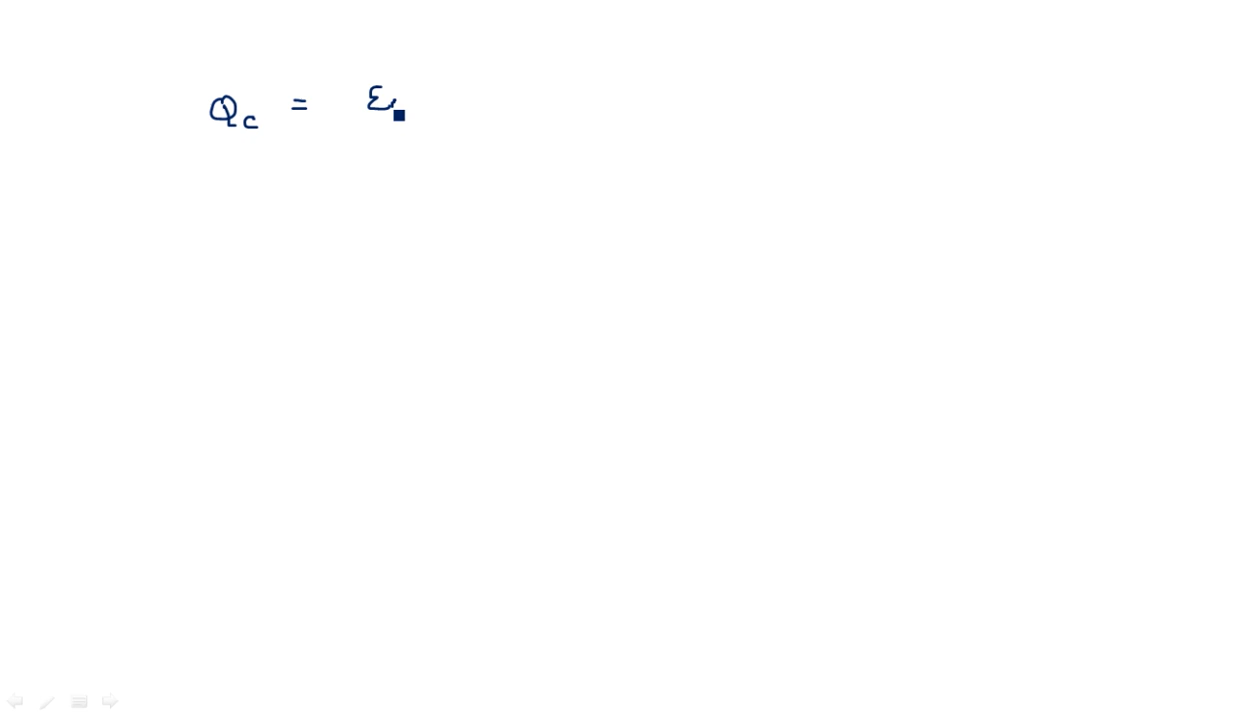 Qc = Σ